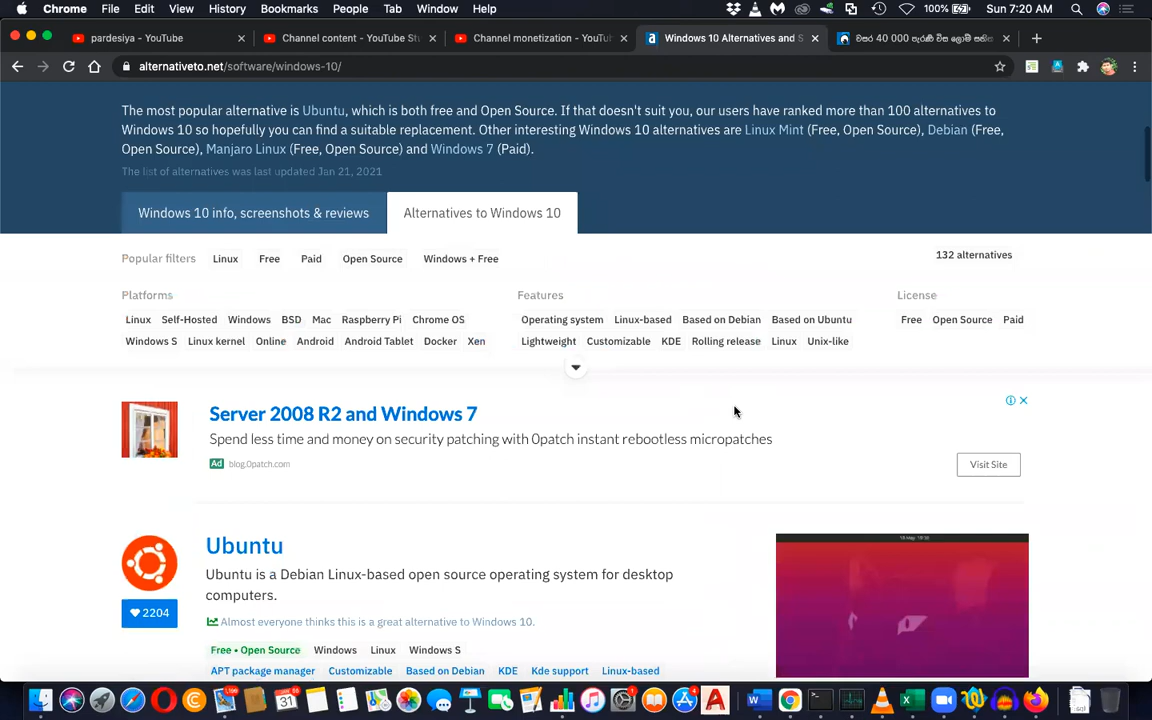 Chrome File Edit View History Bookmarks People Tab Window Help 100% Sun 7:20 AM
pardesiya - YouTube
Channel content - YouTube St
Channel monetization - YouTu
Windows 10 Alternatives and S
වසර 40 000 පැරණි
alternativeto.net/software/windows-10/
The most popular alternative is Ubuntu, which is both free and Open Source. If that doesn't suit you, our users have ranked more than 100 alternatives to
Windows 10 so hopefully you can find a suitable replacement. Other interesting Windows 10 alternatives are Linux Mint (Free, Open Source), Debian (Free,
Open Source), Manjaro Linux (Free, Open Source) and Windows 7 (Paid).
The list of alternatives was last updated Jan 21, 2021
Windows 10 info, screenshots & reviews
Alternatives to Windows 10
Popular filters Linux Free Paid Open Source Windows + Free
132 alternatives
Platforms
Linux Self-Hosted Windows BSD Mac Raspberry Pi Chrome OS
Windows S Linux kernel Online Android Android Tablet Docker Xen
Features
Operating system Linux-based Based on Debian Based on Ubuntu
Lightweight Customizable KDE Rolling release Linux Unix-like
License
Free Open Source Paid
Server 2008 R2 and Windows 7
Spend less time and money on security patching with 0patch instant rebootless micropatches
Ad blog.0patch.com
Visit Site
Ubuntu
Ubuntu is a Debian Linux-based open source operating system for desktop
computers.
2204
Almost everyone thinks this is a great alternative to Windows 10.
Free • Open Source Windows Linux Windows S
APT package manager Customizable Based on Debian KDE Kde support Linux-based